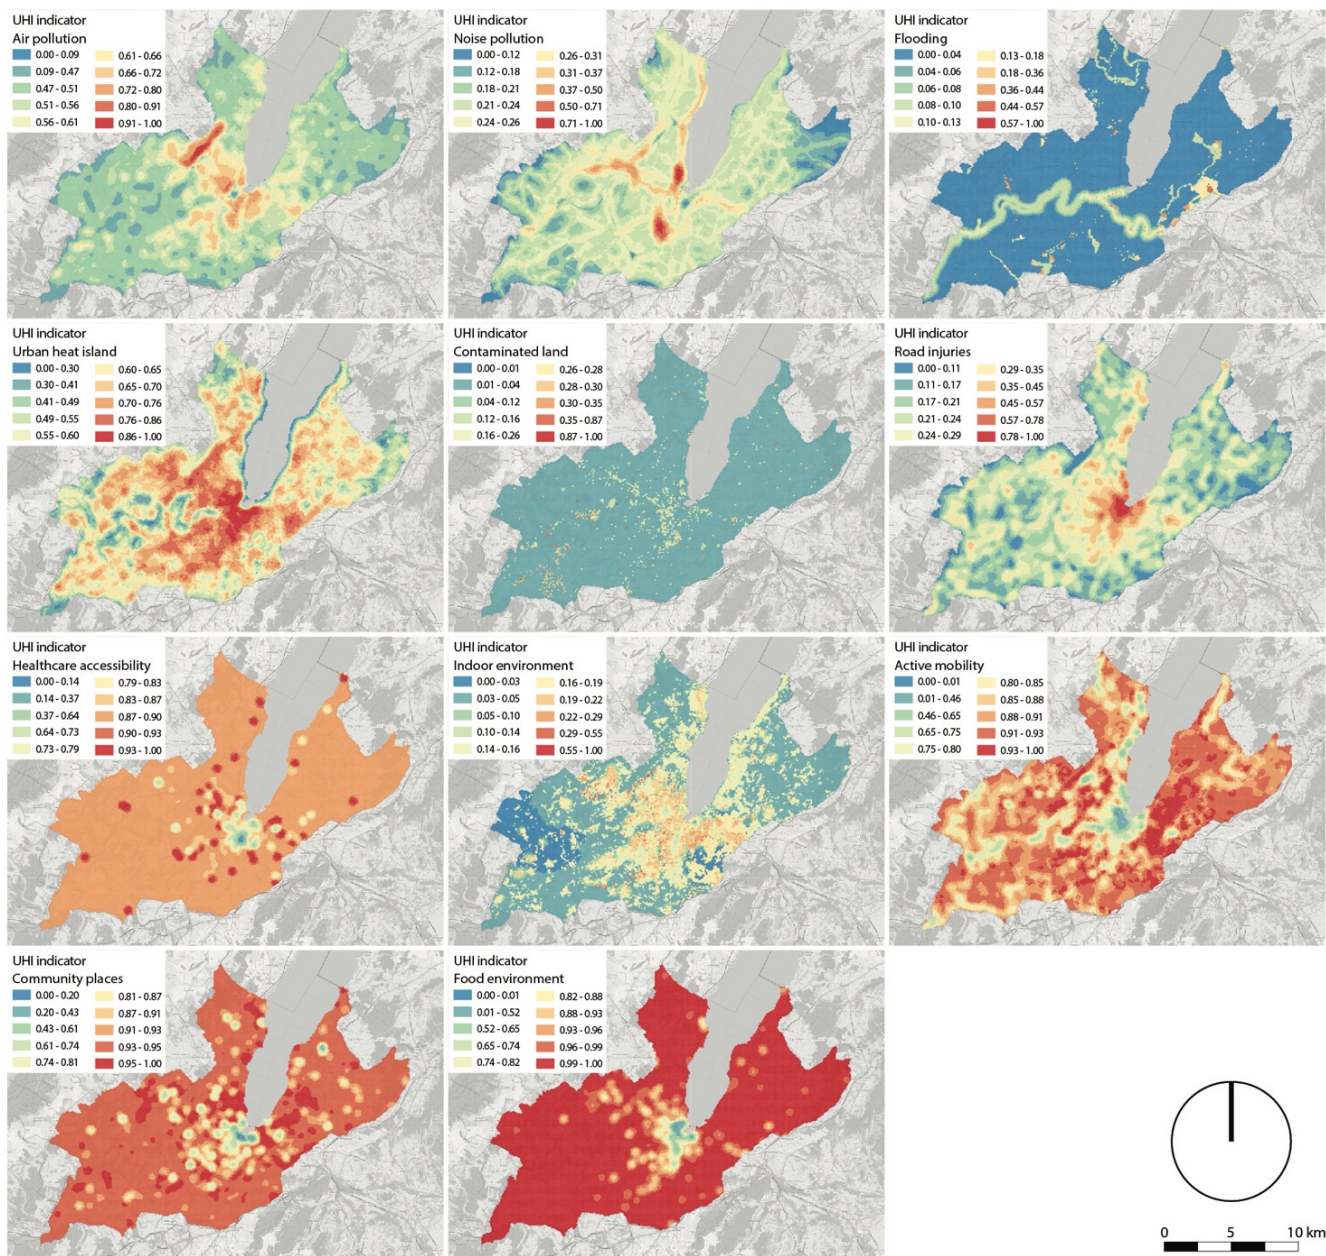 UHI indicator
Air pollution
0.00 - 0.09 0.61 - 0.66
0.09 - 0.47 0.66 - 0.72
0.47 - 0.51 0.72 - 0.80
0.51 - 0.56 0.80 - 0.91
0.56 - 0.61 0.91 - 1.00
UHI indicator
Noise pollution
0.00 - 0.12 0.26 - 0.31
0.12 - 0.18 0.31 - 0.37
0.18 - 0.21 0.37 - 0.50
0.21 - 0.24 0.50 - 0.71
0.24 - 0.26 0.71 - 1.00
UHI indicator
Flooding
0.00 - 0.04 0.13 - 0.18
0.04 - 0.06 0.18 - 0.36
0.06 - 0.08 0.36 - 0.44
0.08 - 0.10 0.44 - 0.57
0.10 - 0.13 0.57 - 1.00
UHI indicator
Urban heat island
0.00 - 0.30 0.60 - 0.65
0.30 - 0.41 0.65 - 0.70
0.41 - 0.49 0.70 - 0.76
0.49 - 0.55 0.76 - 0.86
0.55 - 0.60 0.86 - 1.00
UHI indicator
Contaminated land
0.00 - 0.01 0.26 - 0.28
0.01 - 0.04 0.28 - 0.30
0.04 - 0.12 0.30 - 0.35
0.12 - 0.16 0.35 - 0.87
0.16 - 0.26 0.87 - 1.00
UHI indicator
Road injuries
0.00 - 0.11 0.29 - 0.35
0.11 - 0.17 0.35 - 0.45
0.17 - 0.21 0.45 - 0.57
0.21 - 0.24 0.57 - 0.78
0.24 - 0.29 0.78 - 1.00
UHI indicator
Healthcare accessibility
0.00 - 0.14 0.79 - 0.83
0.14 - 0.37 0.83 - 0.87
0.37 - 0.64 0.87 - 0.90
0.64 - 0.73 0.90 - 0.93
0.73 - 0.79 0.93 - 1.00
UHI indicator
Indoor environment
0.00 - 0.03 0.16 - 0.19
0.03 - 0.05 0.19 - 0.22
0.05 - 0.10 0.22 - 0.29
0.10 - 0.14 0.29 - 0.55
0.14 - 0.16 0.55 - 1.00
UHI indicator
Active mobility
0.00 - 0.01 0.80 - 0.85
0.01 - 0.46 0.85 - 0.88
0.46 - 0.65 0.88 - 0.91
0.65 - 0.75 0.91 - 0.93
0.75 - 0.80 0.93 - 1.00
UHI indicator
Community places
0.00 - 0.20 0.81 - 0.87
0.20 - 0.43 0.87 - 0.91
0.43 - 0.61 0.91 - 0.93
0.61 - 0.74 0.93 - 0.95
0.74 - 0.81 0.95 - 1.00
UHI indicator
Food environment
0.00 - 0.01 0.82 - 0.88
0.01 - 0.52 0.88 - 0.93
0.52 - 0.65 0.93 - 0.96
0.65 - 0.74 0.96 - 0.99
0.74 - 0.82 0.99 - 1.00
0 5 10 km